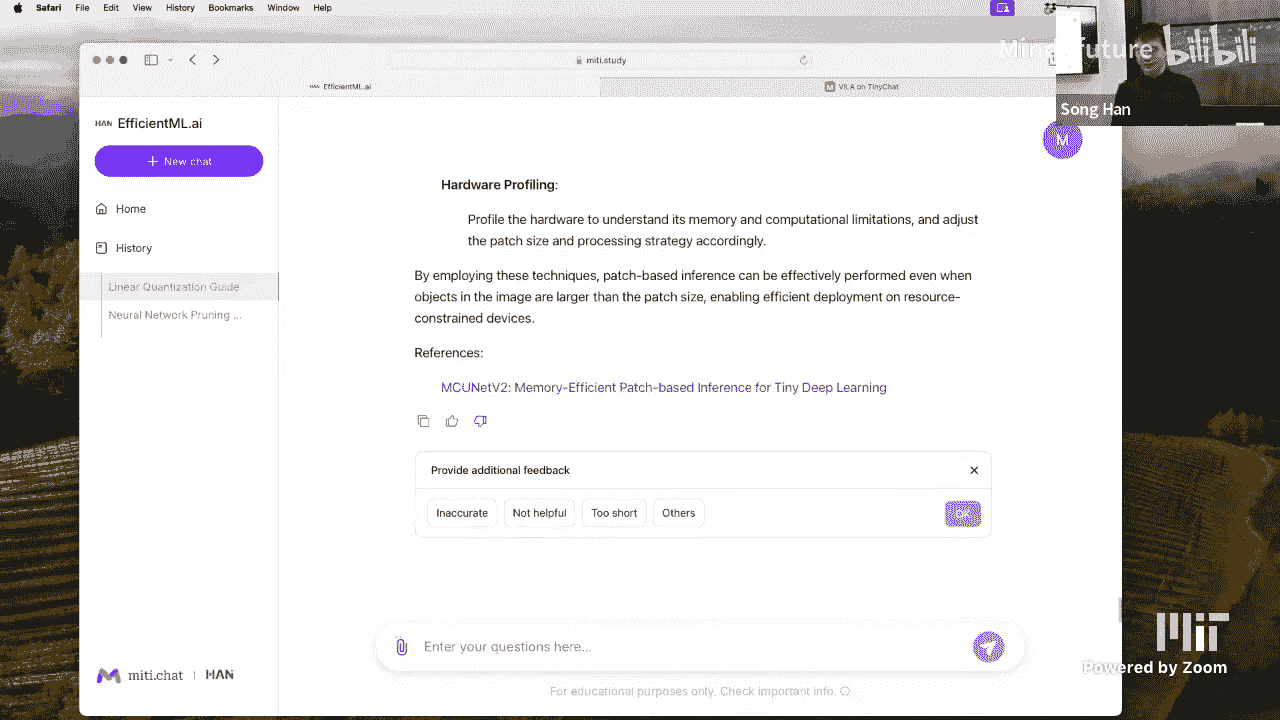 Safari File Edit View History Bookmarks Window Help
Mind Future bilibili
miti.study
HAN EfficientML.ai
M VILA on TinyChat
Song Han
HAN EfficientML.ai
+ New chat
M
Home
History
Linear Quantization Guide
Neural Network Pruning ...
Hardware Profiling:
Profile the hardware to understand its memory and computational limitations, and adjust
the patch size and processing strategy accordingly.
By employing these techniques, patch-based inference can be effectively performed even when
objects in the image are larger than the patch size, enabling efficient deployment on resource-
constrained devices.
References:
MCUNetV2: Memory-Efficient Patch-based Inference for Tiny Deep Learning
Provide additional feedback
Inaccurate Not helpful Too short Others
Enter your questions here...
For educational purposes only. Check important info.
miti.chat | HAN
MIT
Powered by Zoom